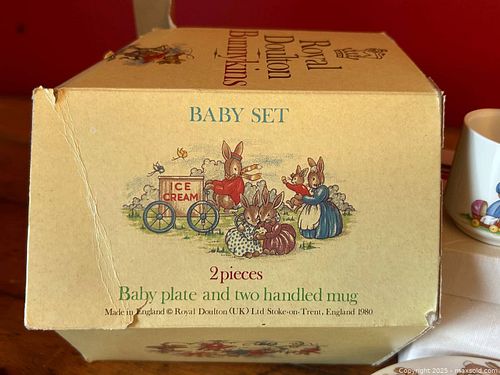 Royal
Doulton
Bunnykins
BABY SET
ICE
CREAM
2 pieces
Baby plate and two handled mug
Made in England © Royal Doulton (UK) Ltd Stoke-on-Trent, England 1980
Copyright 2025 - maxsold.com